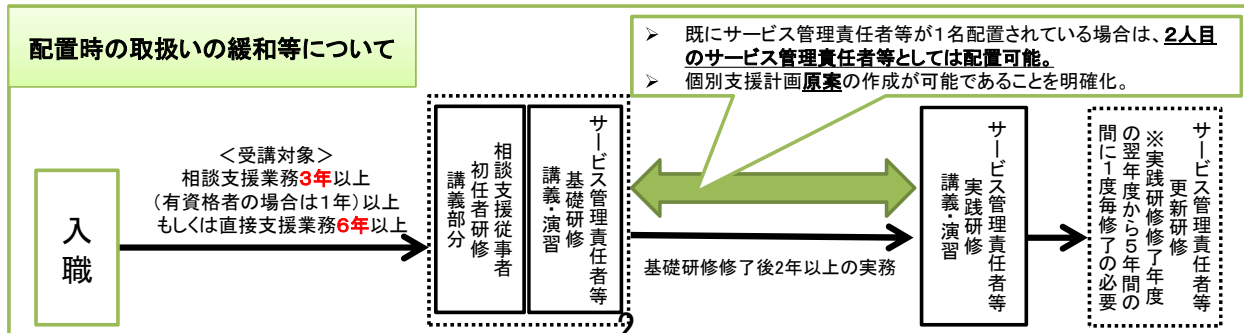 配置時の取扱いの緩和等について
➢ 既にサービス管理責任者等が1名配置されている場合は、2人目
のサービス管理責任者等としては配置可能。
➢ 個別支援計画原案の作成が可能であることを明確化。
入職
<受講対象>
相談支援業務3年以上
(有資格者の場合は1年)以上
もしくは直接支援業務6年以上
相談支援従事者
初任者研修
講義部分
サービス管理責任者等
基礎研修
講義・演習
基礎研修修了後2年以上の実務
サービス管理責任者等
実践研修
講義・演習
サービス管理責任者等
更新研修
※実践研修修了年度
の翌年度から5年間の
間に1度毎修了の必要
2